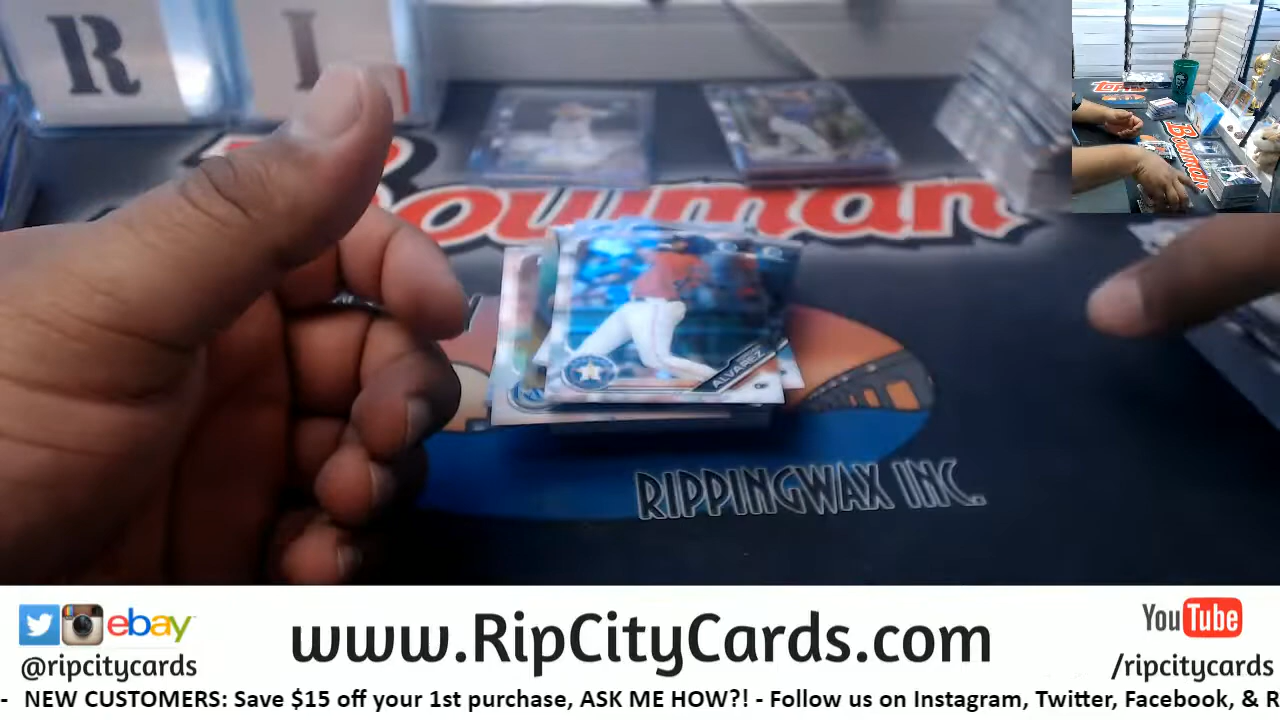 R I
Bowman
ALVAREZ
RIPPINGWAX INC.
Bowman
ebay
@ripcitycards
www.RipCityCards.com
YouTube
/ripcitycards
- NEW CUSTOMERS: Save $15 off your 1st purchase, ASK ME HOW?! - Follow us on Instagram, Twitter, Facebook, & R